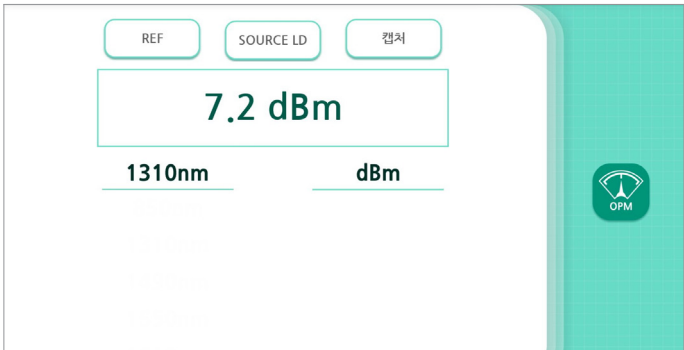 REF
SOURCE LD
캡처
7.2 dBm
1310nm
dBm
OPM